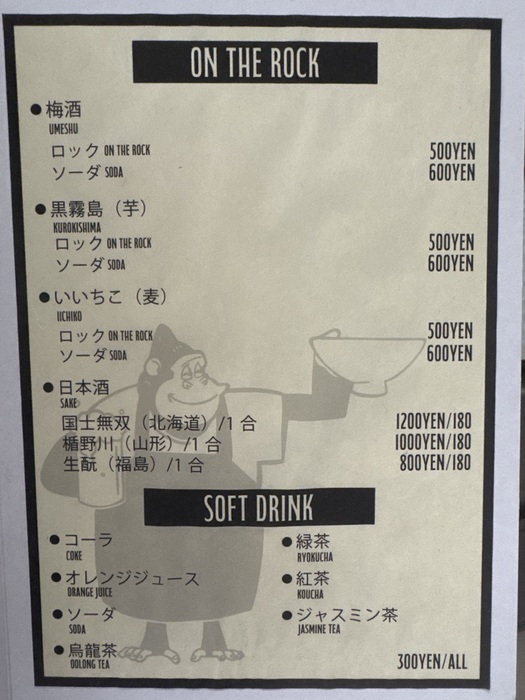 ON THE ROCK
●梅酒
UMESHU
ロック ON THE ROCK 500YEN
ソーダ SODA 600YEN
●黒霧島（芋）
KUROKISHIMA
ロック ON THE ROCK 500YEN
ソーダ SODA 600YEN
●いいちこ（麦）
IICHIKO
ロック ON THE ROCK 500YEN
ソーダ SODA 600YEN
●日本酒
SAKE
国士無双（北海道）/1 合 1200YEN/180
楯野川（山形）/1 合 1000YEN/180
生酛（福島）/1 合 800YEN/180
SOFT DRINK
●コーラ
COKE
●オレンジジュース
ORANGE JUICE
●ソーダ
SODA
●烏龍茶
OOLONG TEA
●緑茶
RYOKUCHA
●紅茶
KOUCHA
●ジャスミン茶
JASMINE TEA
300YEN/ALL